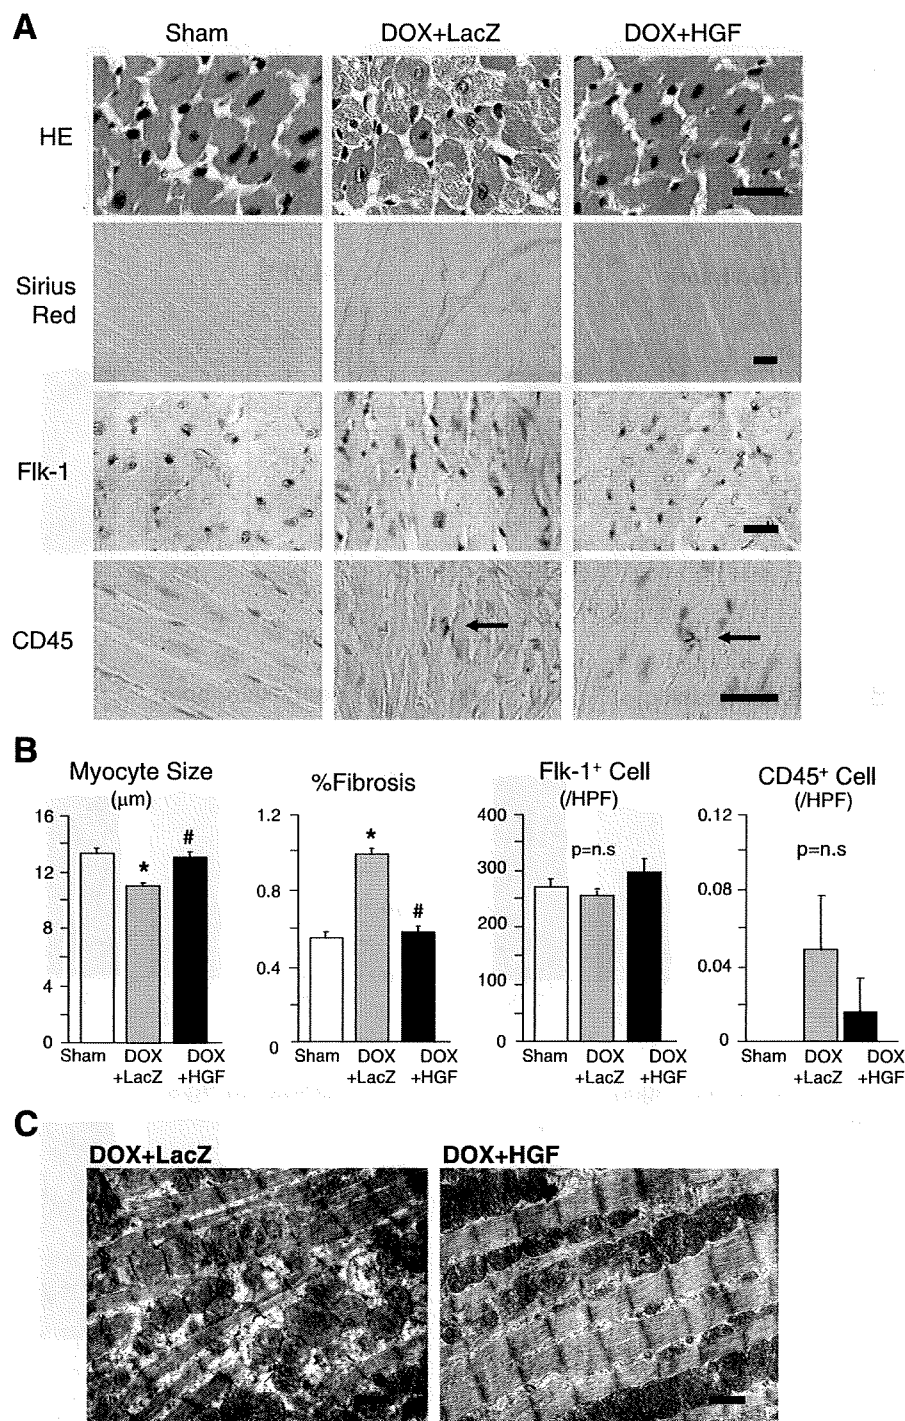 A
Sham DOX+LacZ DOX+HGF
HE
Sirius
Red
Flk-1
CD45
B
Myocyte Size
(μm)
16
12
8
4
0
*
#
Sham DOX
+LacZ DOX
+HGF
%Fibrosis
1.2
0.8
0.4
0
*
#
Sham DOX
+LacZ DOX
+HGF
Flk-1+ Cell
(/HPF)
400
300
200
100
0
p=n.s
Sham DOX
+LacZ DOX
+HGF
CD45+ Cell
(/HPF)
0.12
0.08
0.04
0
p=n.s
Sham DOX
+LacZ DOX
+HGF
C
DOX+LacZ DOX+HGF